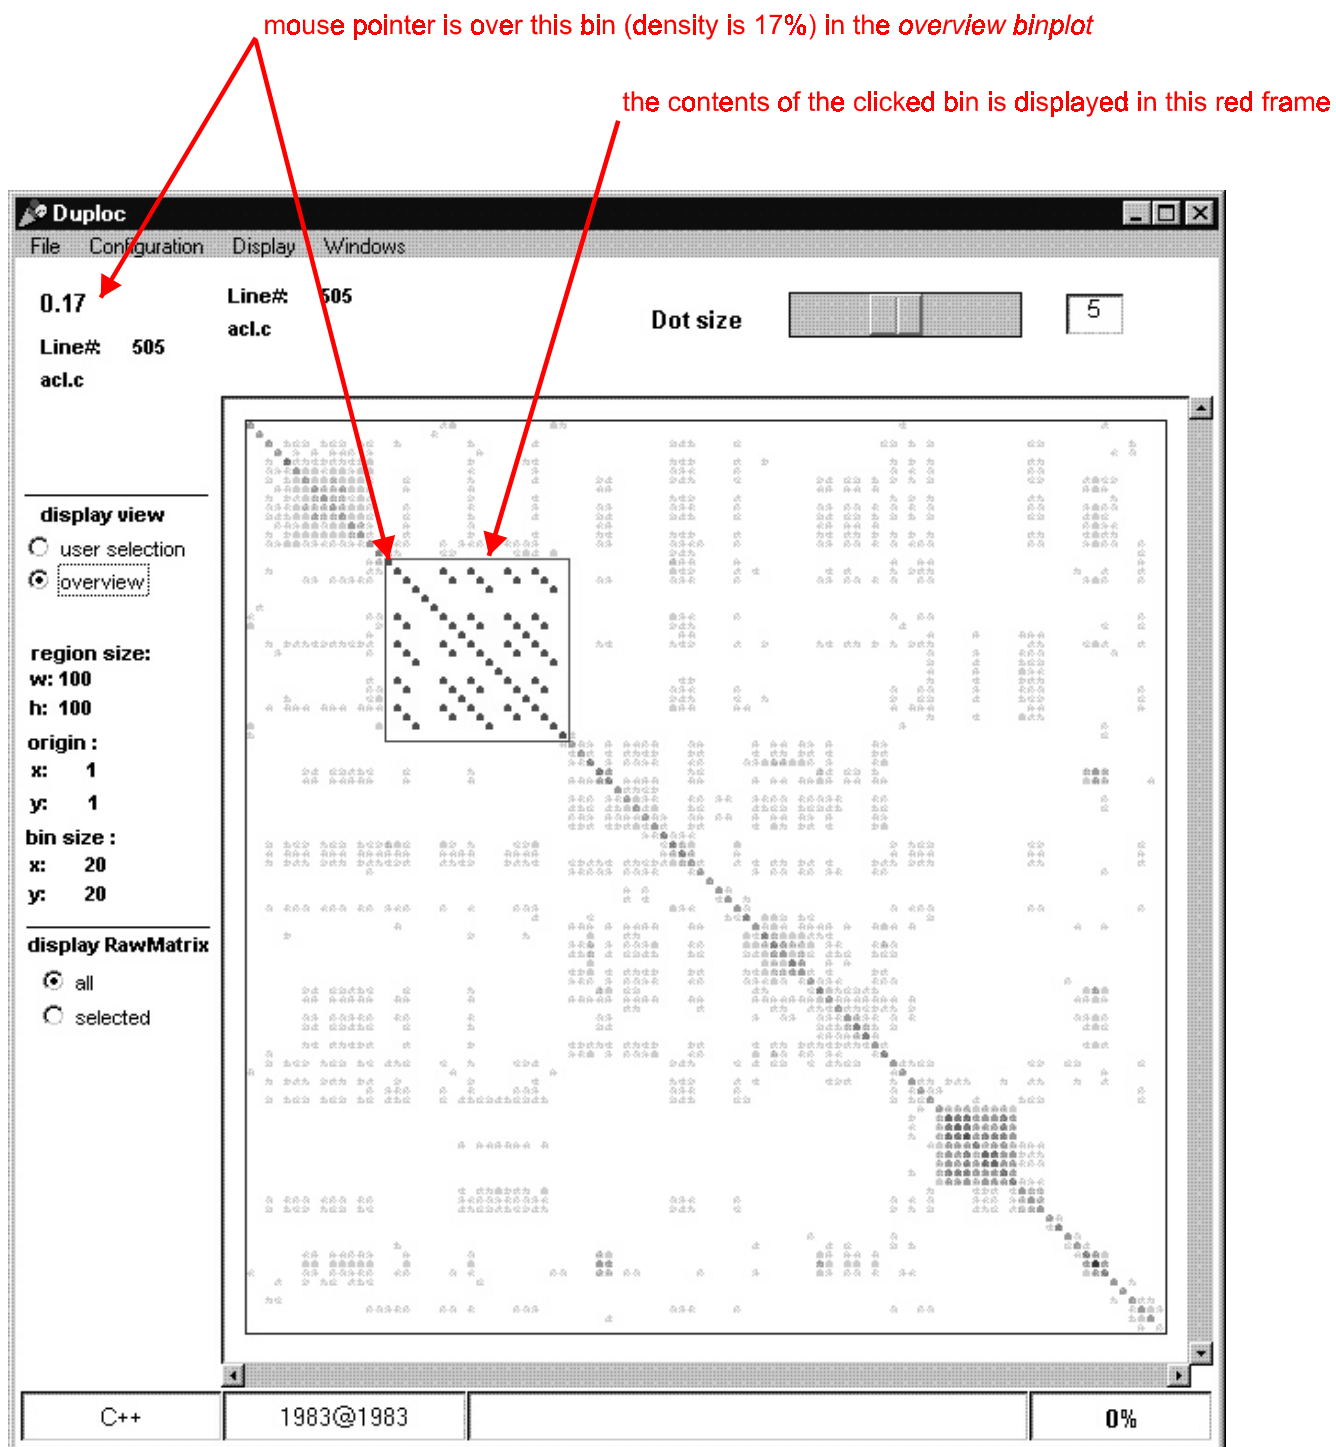 mouse pointer is over this bin (density is 17%) in the overview binplot
the contents of the clicked bin is displayed in this red frame
Duploc
File Configuration Display Windows
0.17
Line#: 505
acl.c
Line#: 505
acl.c
Dot size
5
display view
user selection
overview
region size:
w: 100
h: 100
origin :
x: 1
y: 1
bin size :
x: 20
y: 20
display RawMatrix
all
selected
C++
1983@1983
0%